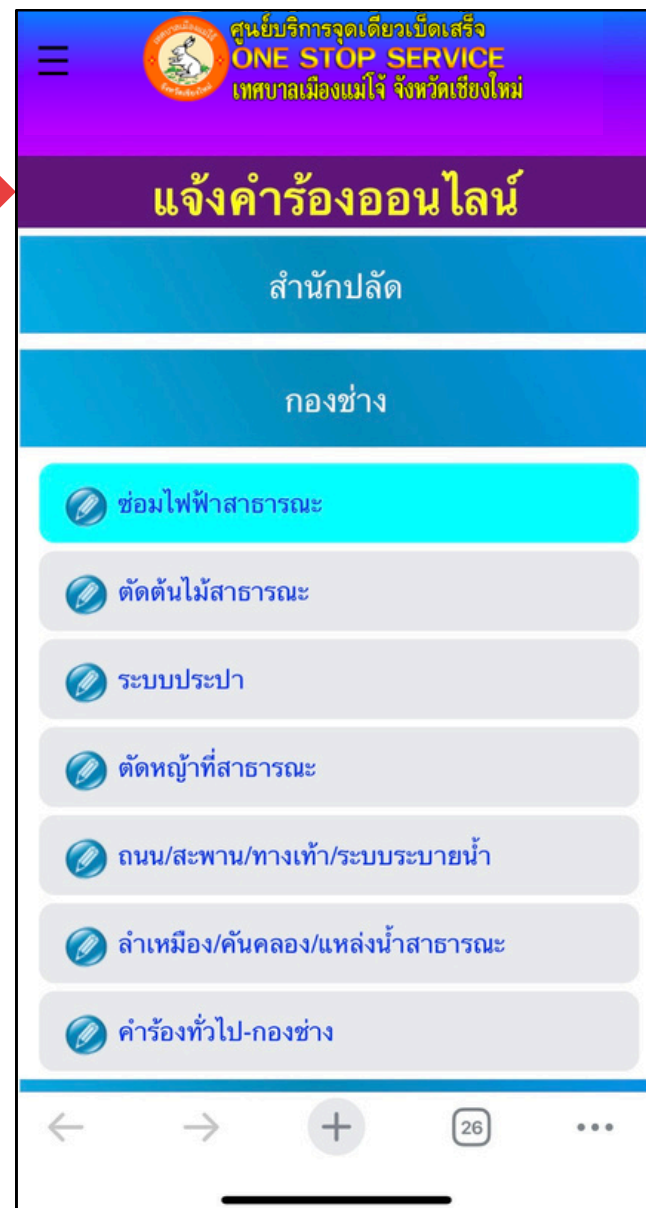 ศูนย์บริการจุดเดียวเบ็ดเสร็จ
ONE STOP SERVICE
เทศบาลเมืองแม่โจ้ จังหวัดเชียงใหม่
แจ้งคำร้องออนไลน์
สำนักปลัด
กองช่าง
ซ่อมไฟฟ้าสาธารณะ
ตัดต้นไม้สาธารณะ
ระบบประปา
ตัดหญ้าที่สาธารณะ
ถนน/สะพาน/ทางเท้า/ระบบระบายน้ำ
ลำเหมือง/คันคลอง/แหล่งน้ำสาธารณะ
คำร้องทั่วไป-กองช่าง
26